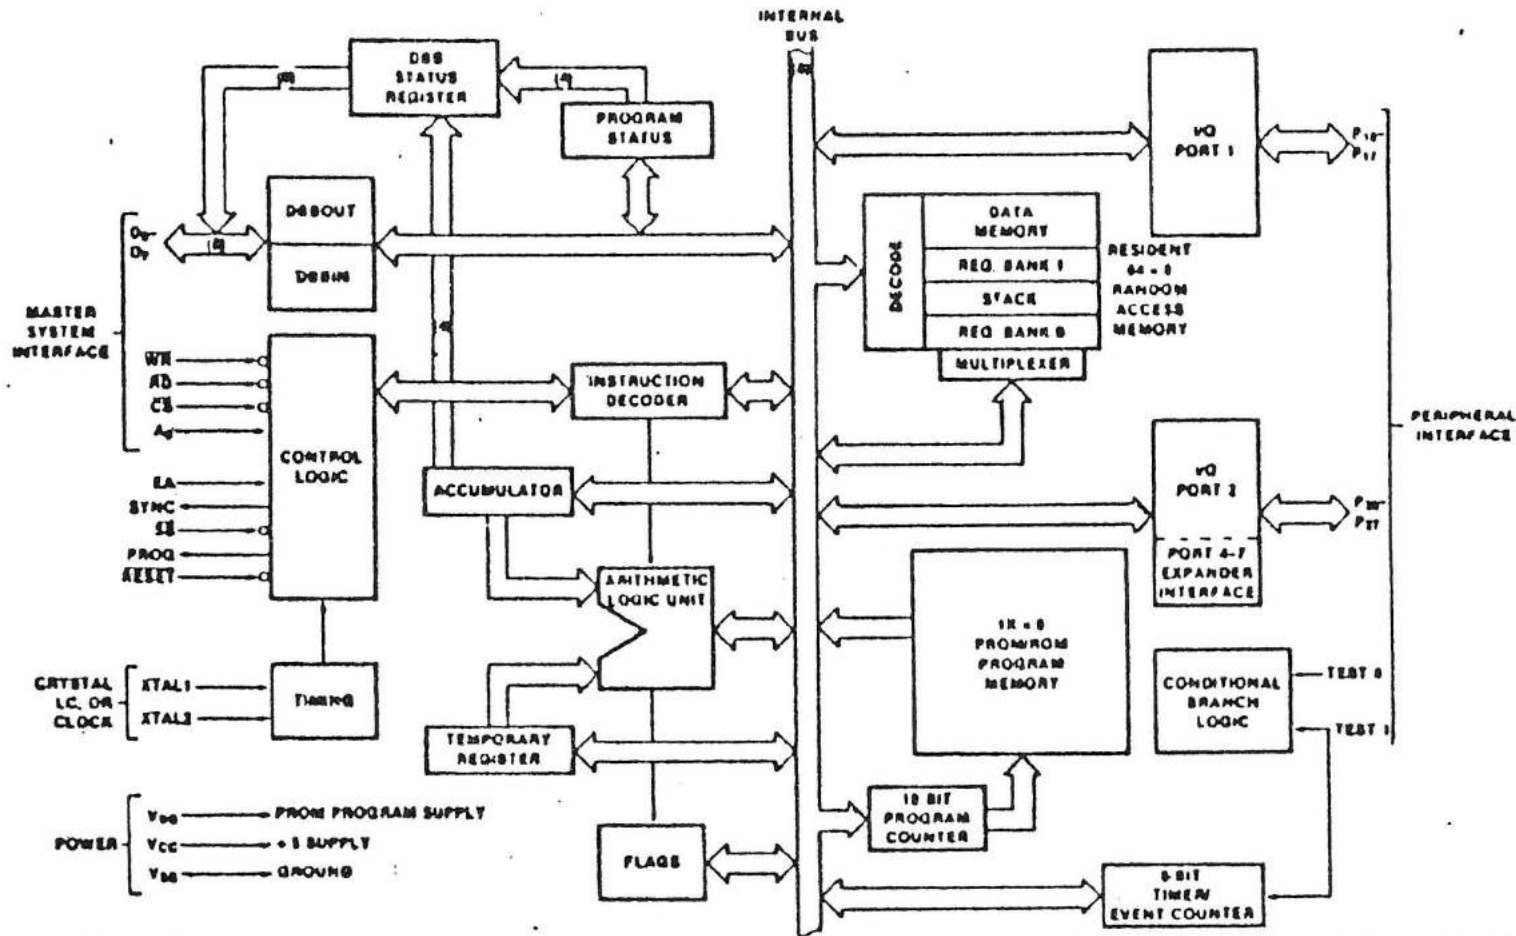 INTERNAL
BUS
(8)
DBB
STATUS
REGISTER
(8)
(4)
PROGRAM
STATUS
I/O
PORT 1
P10-
P17
DBBOUT
DBBIN
D0-
D7
(8)
MASTER
SYSTEM
INTERFACE
DECODE
DATA
MEMORY
REG. BANK 1
STACK
REG. BANK 0
MULTIPLEXER
RESIDENT
64 × 8
RANDOM
ACCESS
MEMORY
WR
RD
CS
A0
CONTROL
LOGIC
(4)
INSTRUCTION
DECODER
PERIPHERAL
INTERFACE
EA
SYNC
SS
PROG
RESET
ACCUMULATOR
I/O
PORT 2
P20-
P27
PORT 4-7
EXPANDER
INTERFACE
ARITHMETIC
LOGIC UNIT
1K × 8
PROM/ROM
PROGRAM
MEMORY
CRYSTAL
LC, OR
CLOCK
XTAL1
XTAL2
TIMING
CONDITIONAL
BRANCH
LOGIC
TEST 0
TEST 1
TEMPORARY
REGISTER
10 BIT
PROGRAM
COUNTER
POWER
VDD
PROM PROGRAM SUPPLY
VCC
+ 5 SUPPLY
VSS
GROUND
FLAGS
8-BIT
TIMER/
EVENT COUNTER